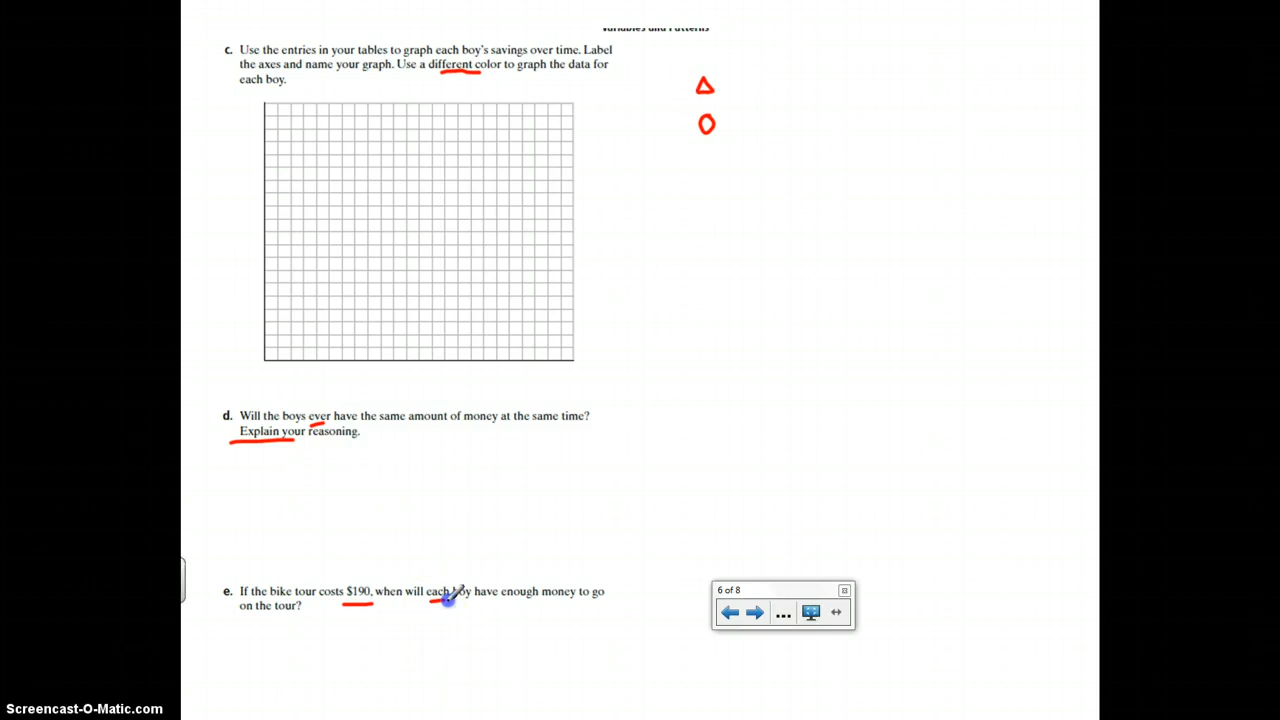 Variables and Patterns
c. Use the entries in your tables to graph each boy's savings over time. Label
the axes and name your graph. Use a different color to graph the data for
each boy.
d. Will the boys ever have the same amount of money at the same time?
Explain your reasoning.
e. If the bike tour costs $190, when will each boy have enough money to go
on the tour?
6 of 8
Screencast-O-Matic.com